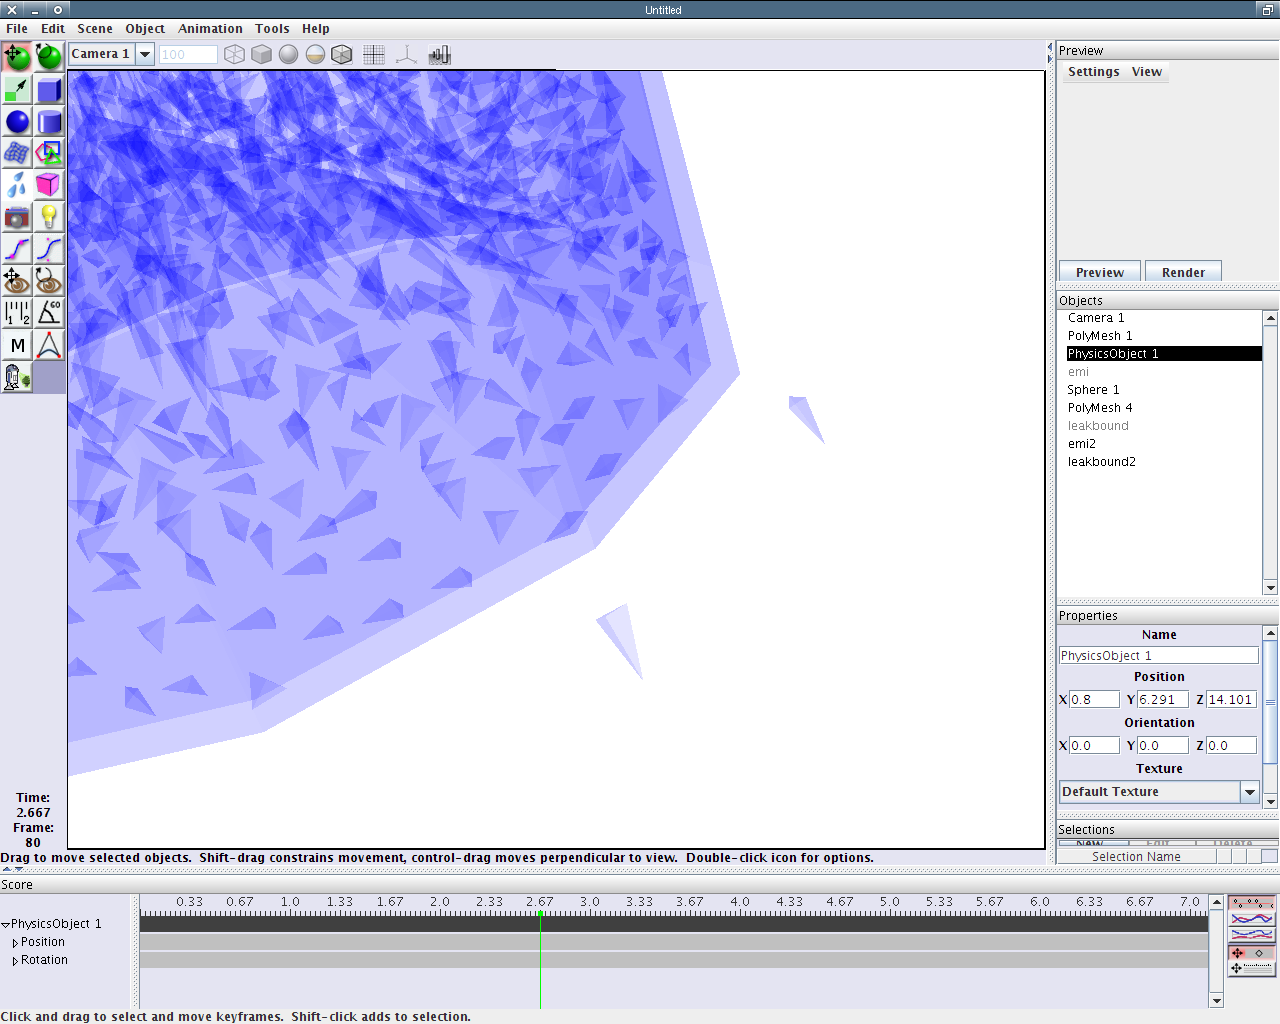 Untitled
File Edit Scene Object Animation Tools Help
Camera 1 100
Preview
Settings View
Preview Render
Objects
Camera 1
PolyMesh 1
PhysicsObject 1
emi
Sphere 1
PolyMesh 4
leakbound
emi2
leakbound2
Properties
Name
PhysicsObject 1
Position
X 0.8 Y 6.291 Z 14.101
Orientation
X 0.0 Y 0.0 Z 0.0
Texture
Default Texture
Selections
New Edit Delete
Selection Name
1 2
60
M
Time:
2.667
Frame:
80
Drag to move selected objects. Shift-drag constrains movement, control-drag moves perpendicular to view. Double-click icon for options.
Score
0.33 0.67 1.0 1.33 1.67 2.0 2.33 2.67 3.0 3.33 3.67 4.0 4.33 4.67 5.0 5.33 5.67 6.0 6.33 6.67 7.0
PhysicsObject 1
Position
Rotation
Click and drag to select and move keyframes. Shift-click adds to selection.